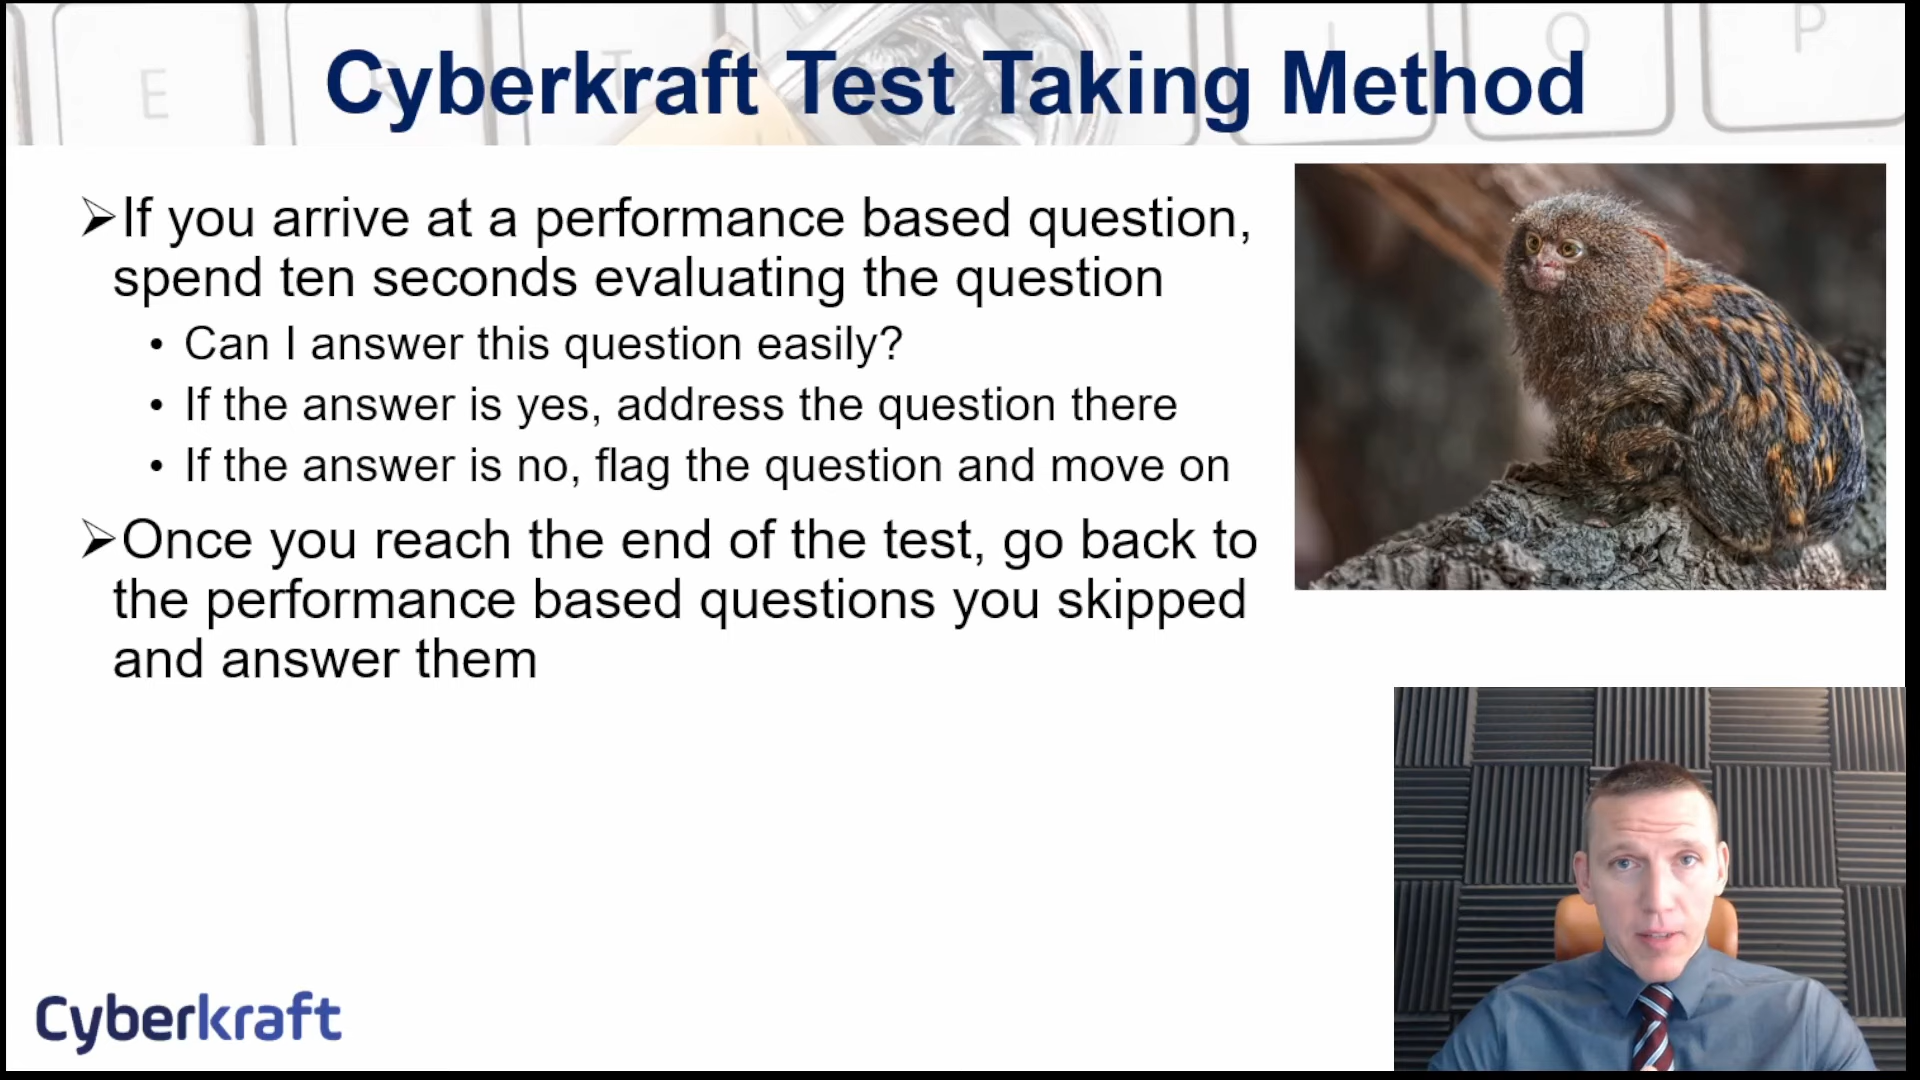 Cyberkraft Test Taking Method
➢If you arrive at a performance based question,
spend ten seconds evaluating the question
• Can I answer this question easily?
• If the answer is yes, address the question there
• If the answer is no, flag the question and move on
➢Once you reach the end of the test, go back to
the performance based questions you skipped
and answer them
Cyberkraft